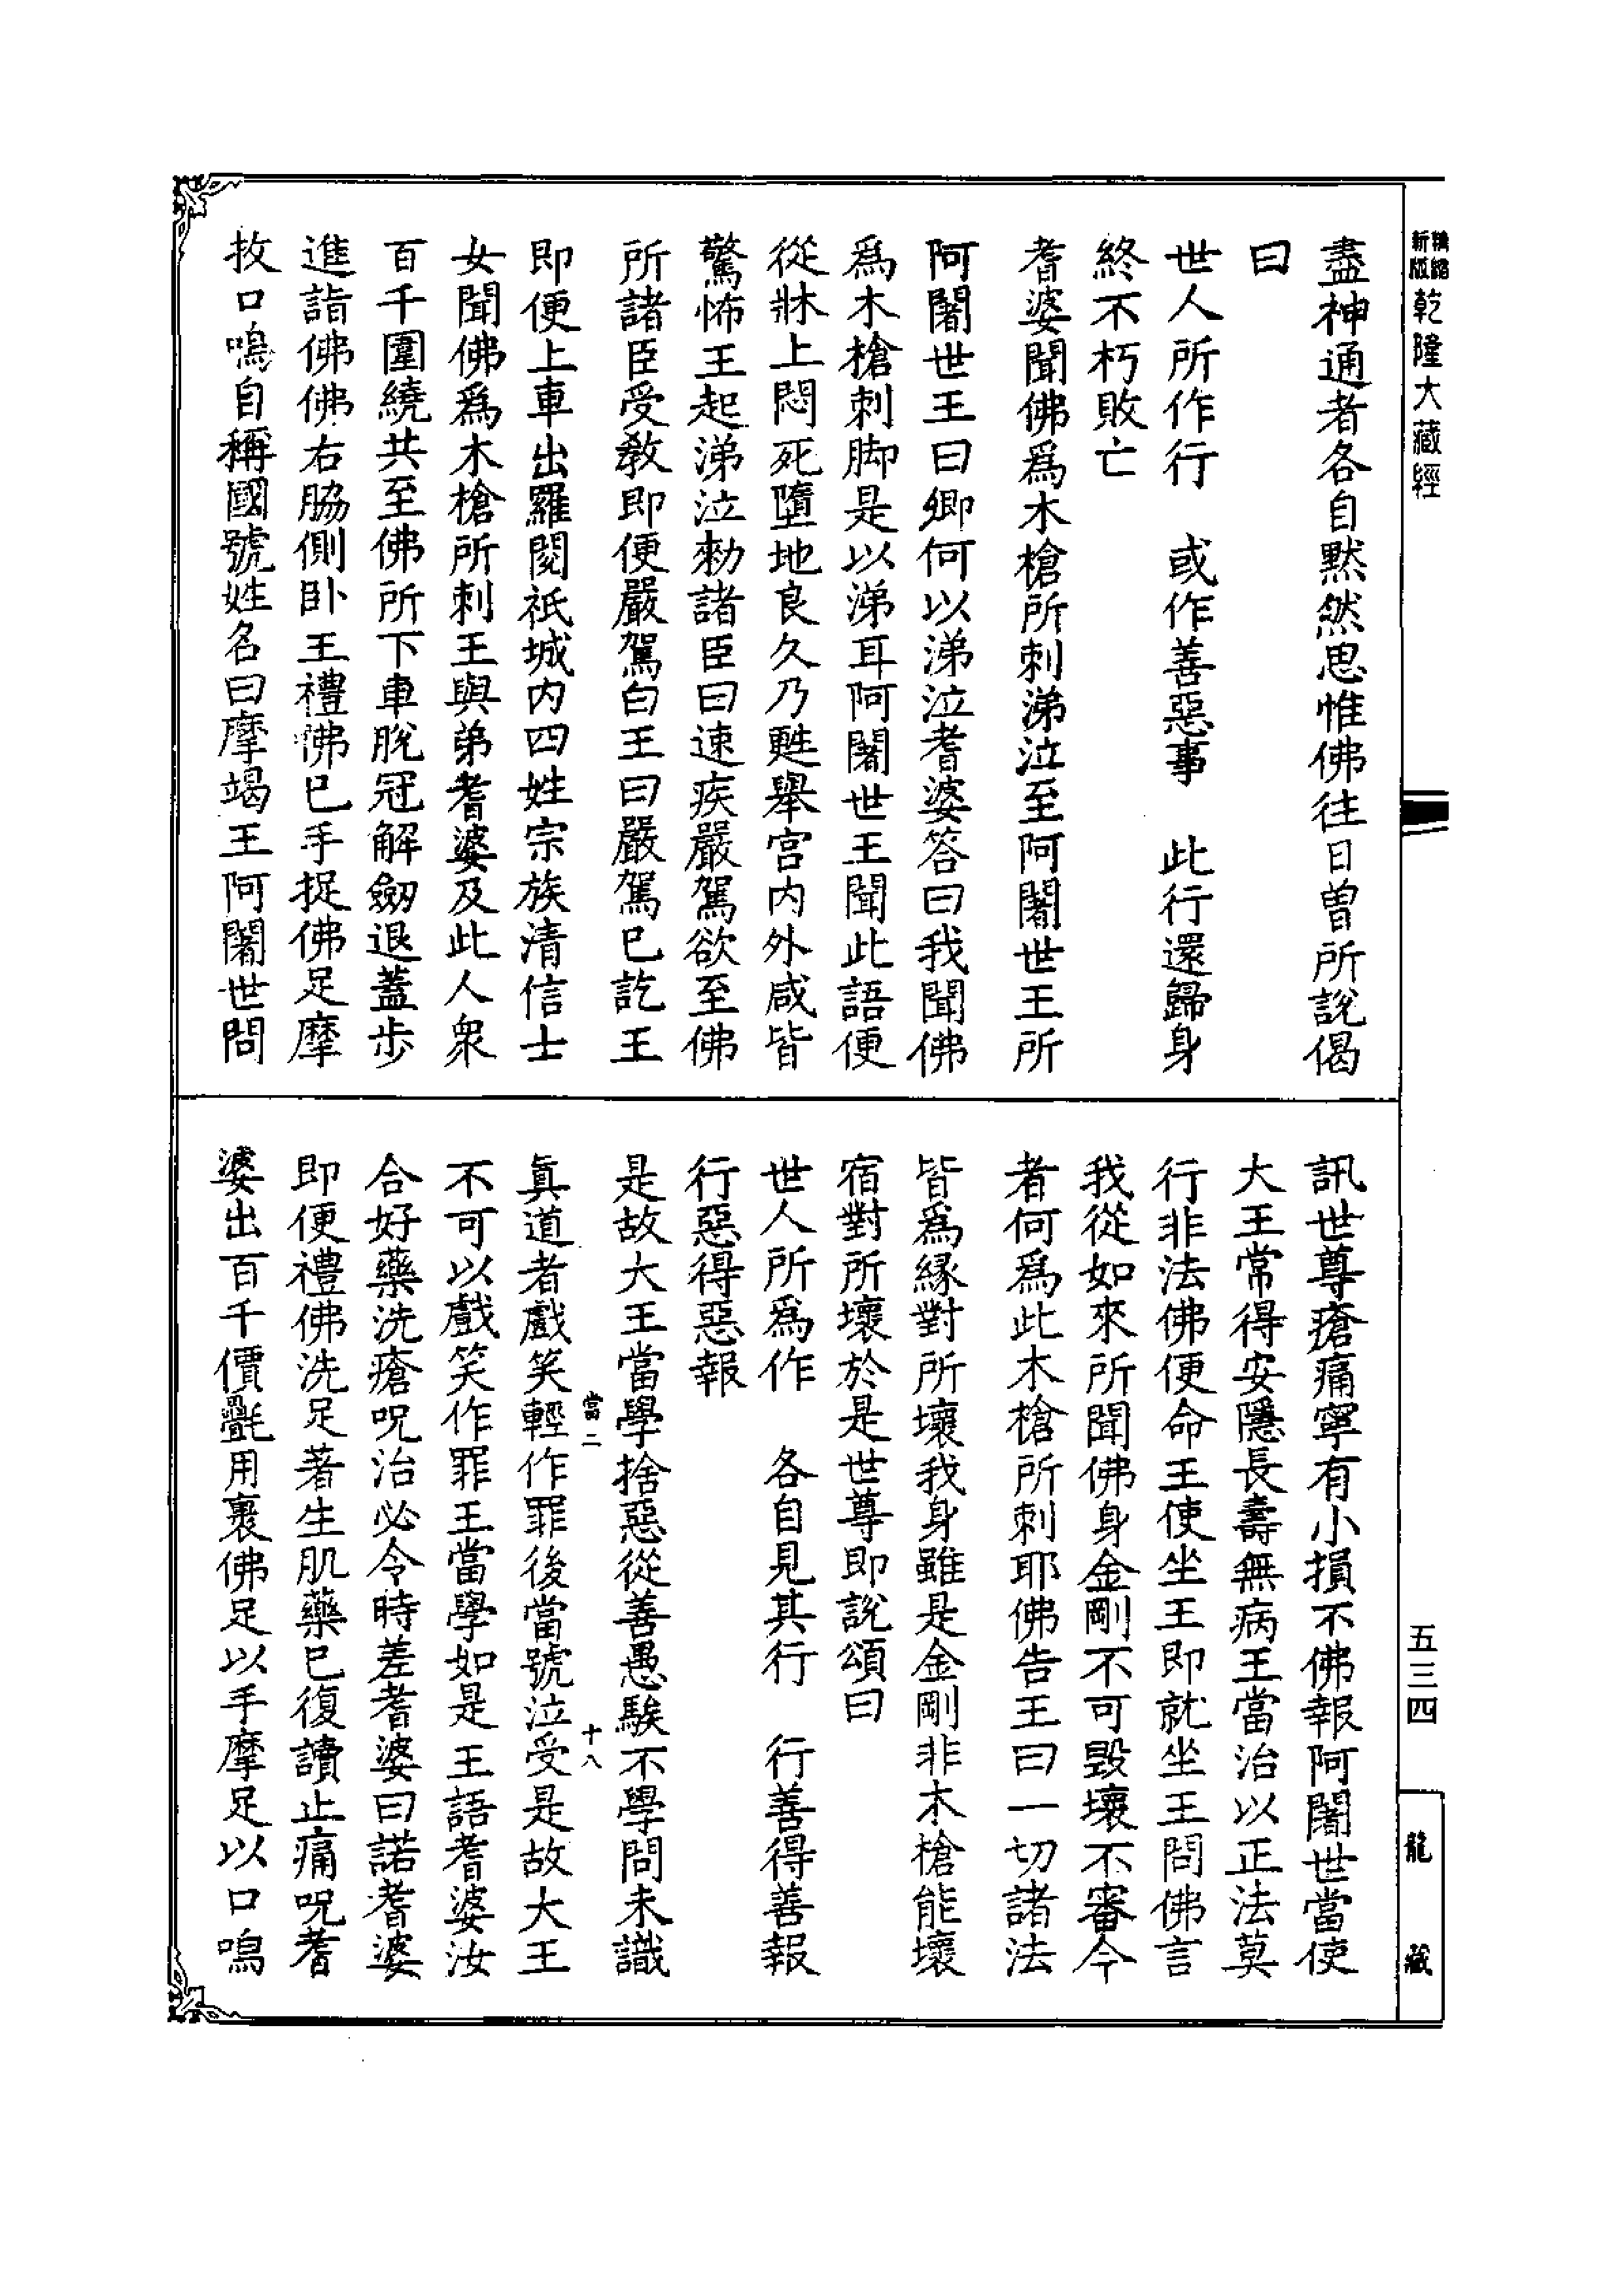 精縮
新版
乾隆大藏經
盡神通者各自黙然思惟佛往日曾所說偈
曰
世人所作行　或作善惡事　此行還歸身
終不朽敗亡
耆婆聞佛爲木槍所刺涕泣至阿闍世王所
阿闍世王曰卿何以涕泣耆婆答曰我聞佛
爲木槍刺脚是以涕耳阿闍世王聞此語便
從牀上悶死墮地良久乃甦舉宮内外咸皆
驚怖王起涕泣勅諸臣曰速疾嚴駕欲至佛
所諸臣受敎即便嚴駕白王曰嚴駕已訖王
即便上車出羅閱祇城内四姓宗族清信士
女聞佛爲木槍所刺王與弟耆婆及此人衆
百千圍繞共至佛所下車脫冠解劒退蓋步
進詣佛佛右脇側卧王禮佛已手捉佛足摩
抆口嗚自稱國號姓名曰摩竭王阿闍世問
訊世尊瘡痛寧有小損不佛報阿闍世當使
大王常得安隱長壽無病王當治以正法莫
行非法佛便命王使坐王即就坐王問佛言
我從如來所聞佛身金剛不可毀壞不審今
者何爲此木槍所刺耶佛告王曰一切諸法
皆爲緣對所壞我身雖是金剛非木槍能壞
宿對所壞於是世尊即說頌曰
世人所爲作　各自見其行　行善得善報
行惡得惡報
是故大王當學捨惡從善愚騃不學問未識
當二　十八
眞道者戲笑輕作罪後當號泣受是故大王
不可以戲笑作罪王當學如是王語耆婆汝
合好藥洗瘡呪治必令時差耆婆曰諾耆婆
即便禮佛洗足著生肌藥已復讀止痛呪耆
婆出百千價氎用裹佛足以手摩足以口嗚
五三四
龍藏